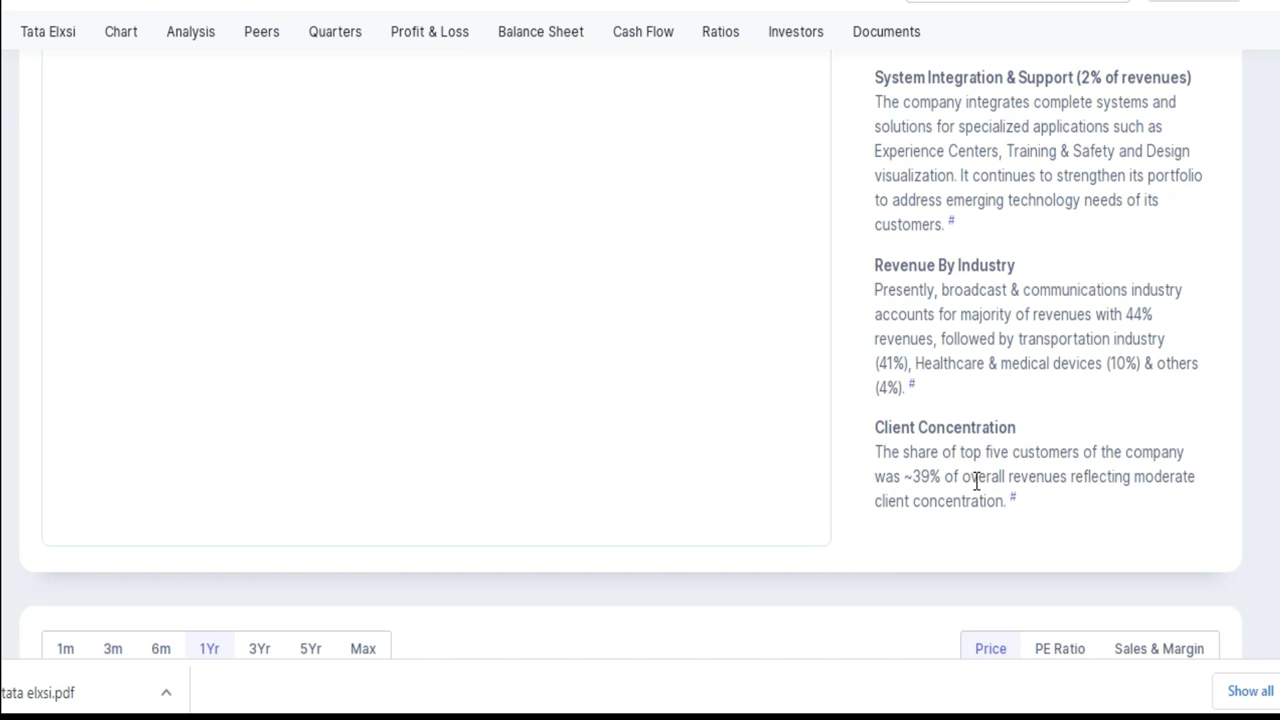 Tata Elxsi Chart Analysis Peers Quarters Profit & Loss Balance Sheet Cash Flow Ratios Investors Documents
System Integration & Support (2% of revenues)
The company integrates complete systems and
solutions for specialized applications such as
Experience Centers, Training & Safety and Design
visualization. It continues to strengthen its portfolio
to address emerging technology needs of its
customers. #
Revenue By Industry
Presently, broadcast & communications industry
accounts for majority of revenues with 44%
revenues, followed by transportation industry
(41%), Healthcare & medical devices (10%) & others
(4%). #
Client Concentration
The share of top five customers of the company
was ~39% of overall revenues reflecting moderate
client concentration. #
1m 3m 6m 1Yr 3Yr 5Yr Max Price PE Ratio Sales & Margin
tata elxsi.pdf Show all